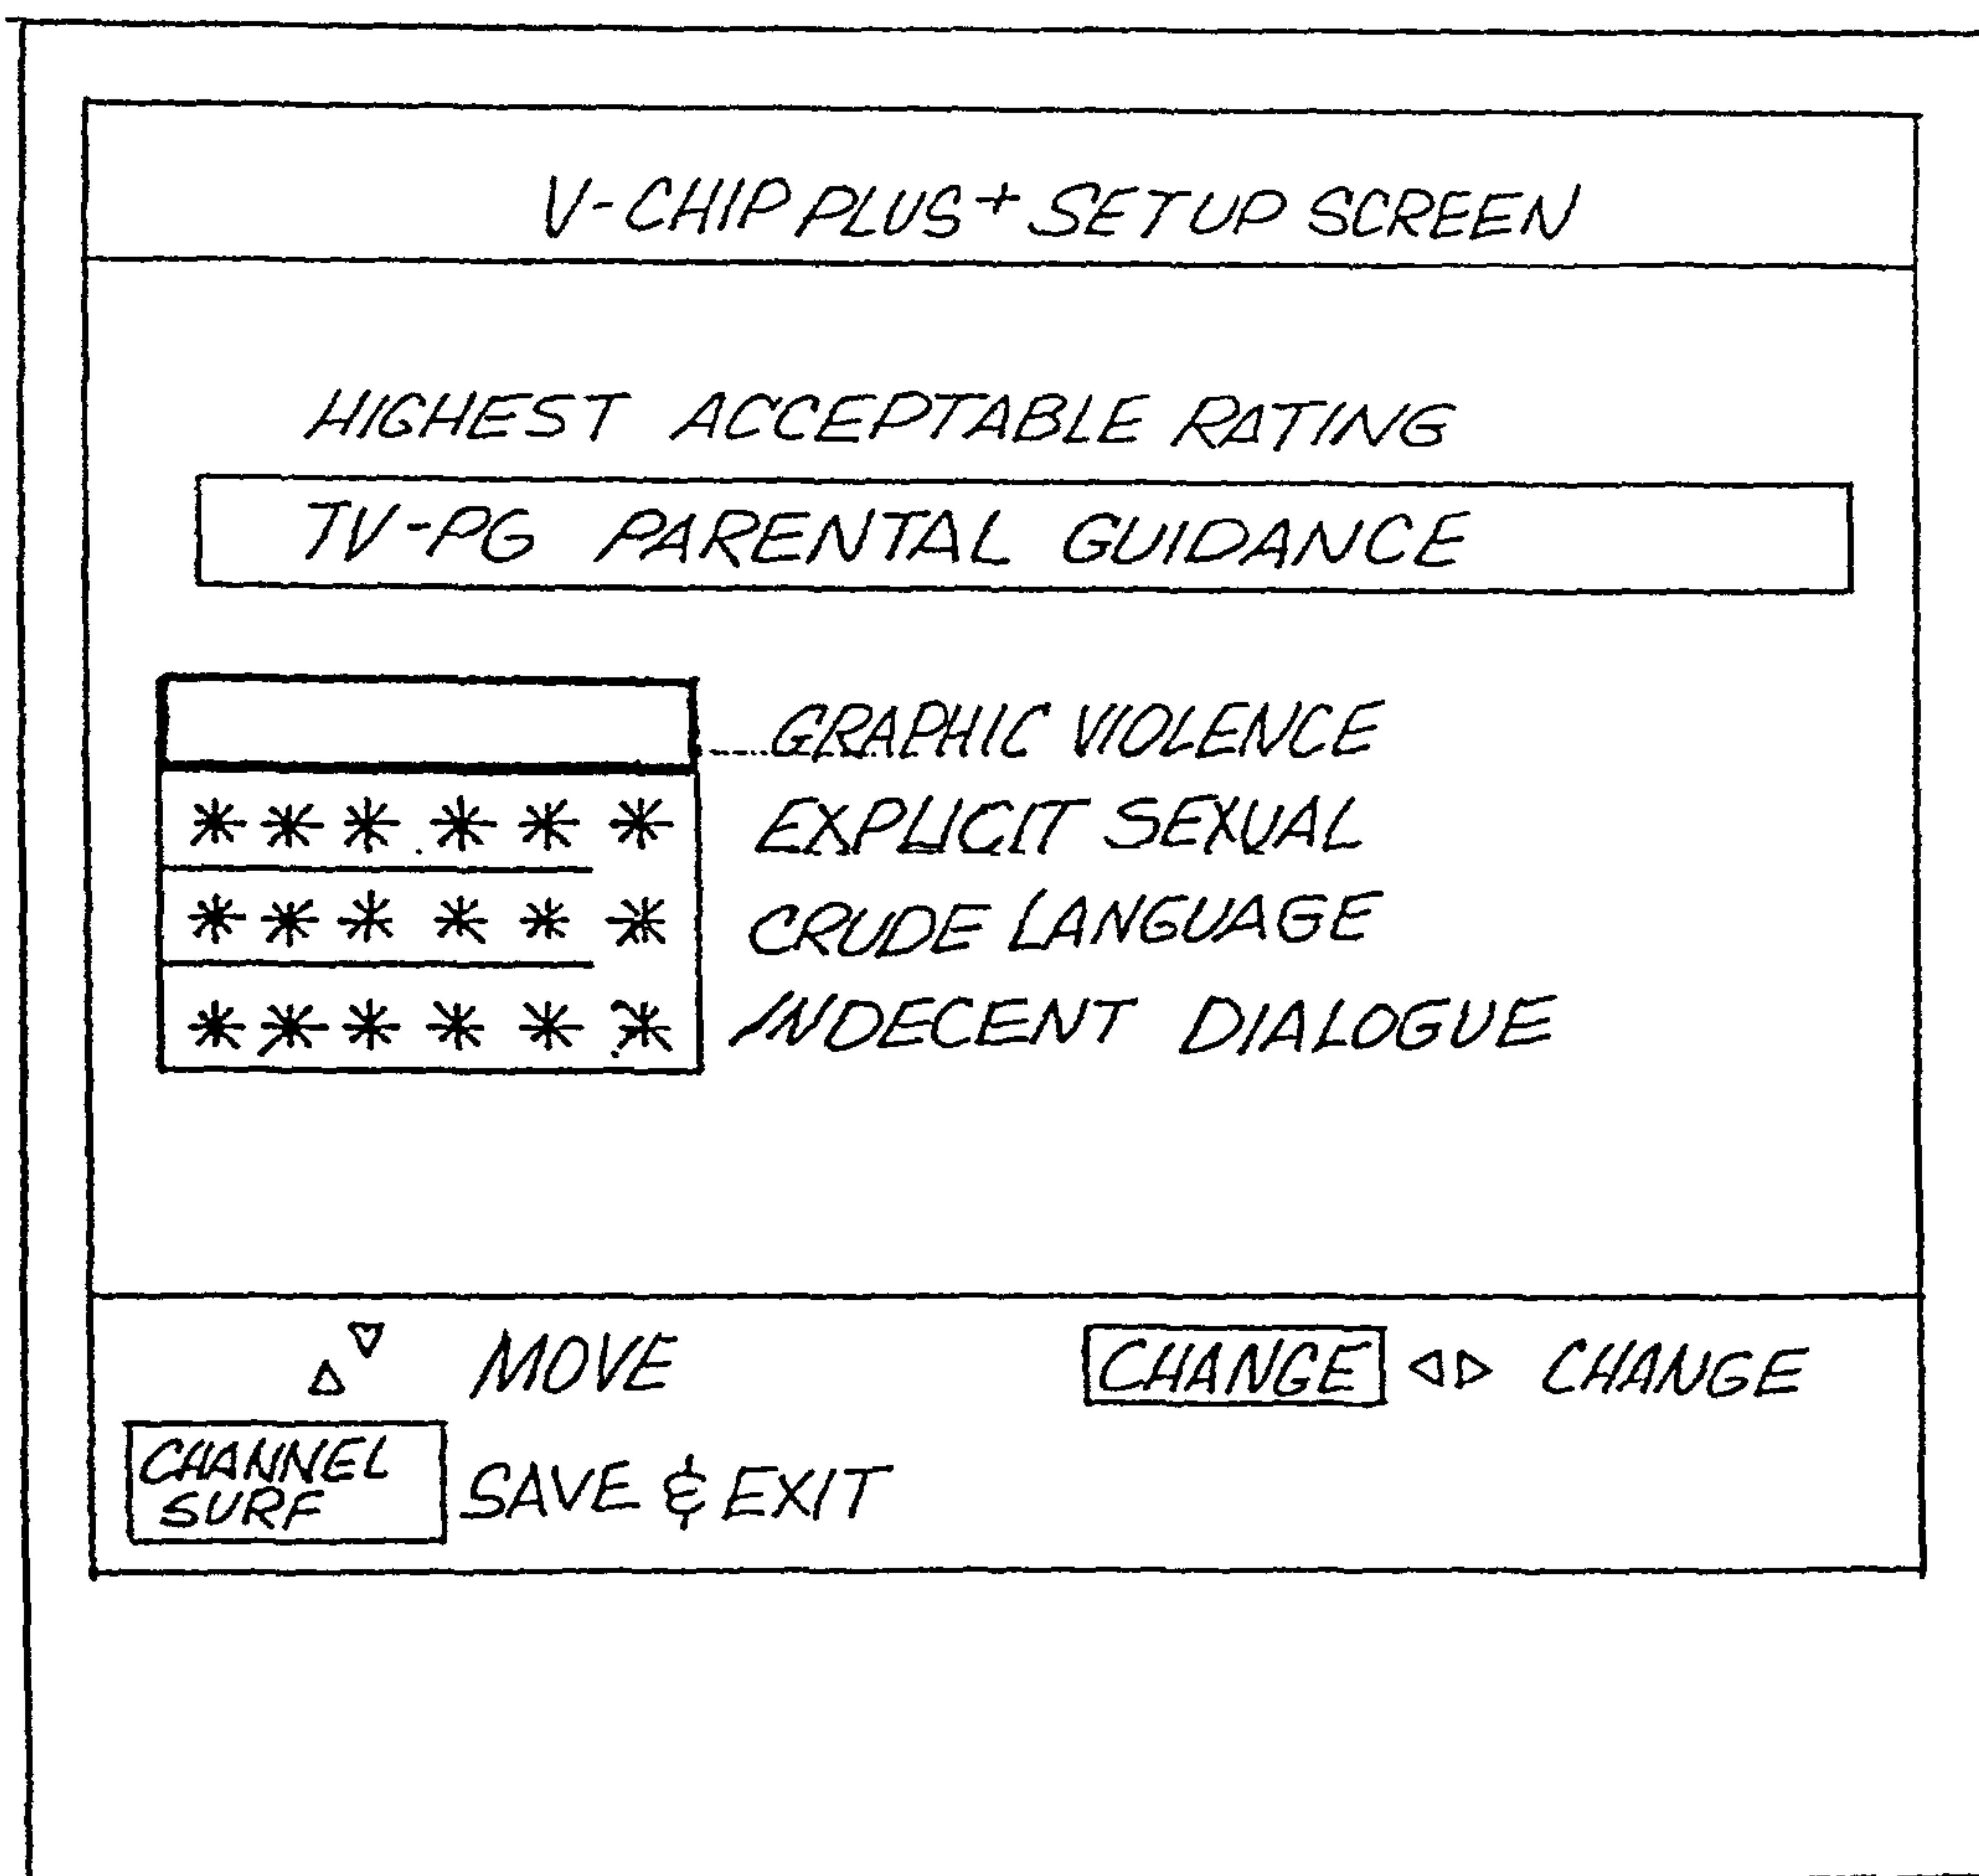 V-CHIP PLUS+ SETUP SCREEN
HIGHEST ACCEPTABLE RATING
TV-PG PARENTAL GUIDANCE
GRAPHIC VIOLENCE
****** EXPLICIT SEXUAL
****** CRUDE LANGUAGE
****** INDECENT DIALOGUE
▽
△ MOVE CHANGE ◁▷ CHANGE
CHANNEL
SURF SAVE & EXIT